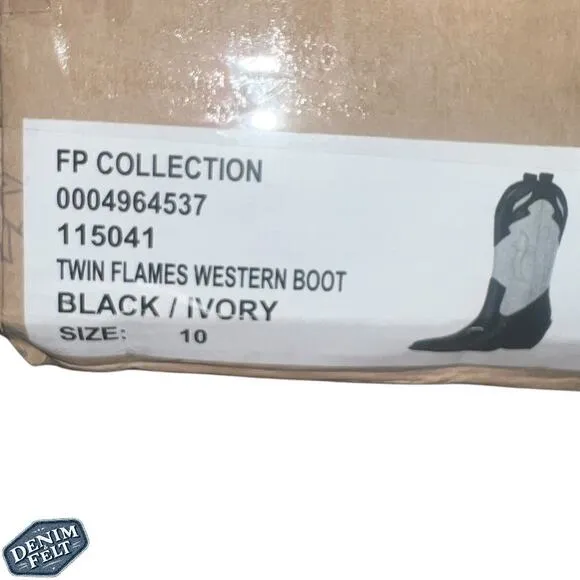 FP COLLECTION
0004964537
115041
TWIN FLAMES WESTERN BOOT
BLACK / IVORY
SIZE: 10
DENIM
& FELT